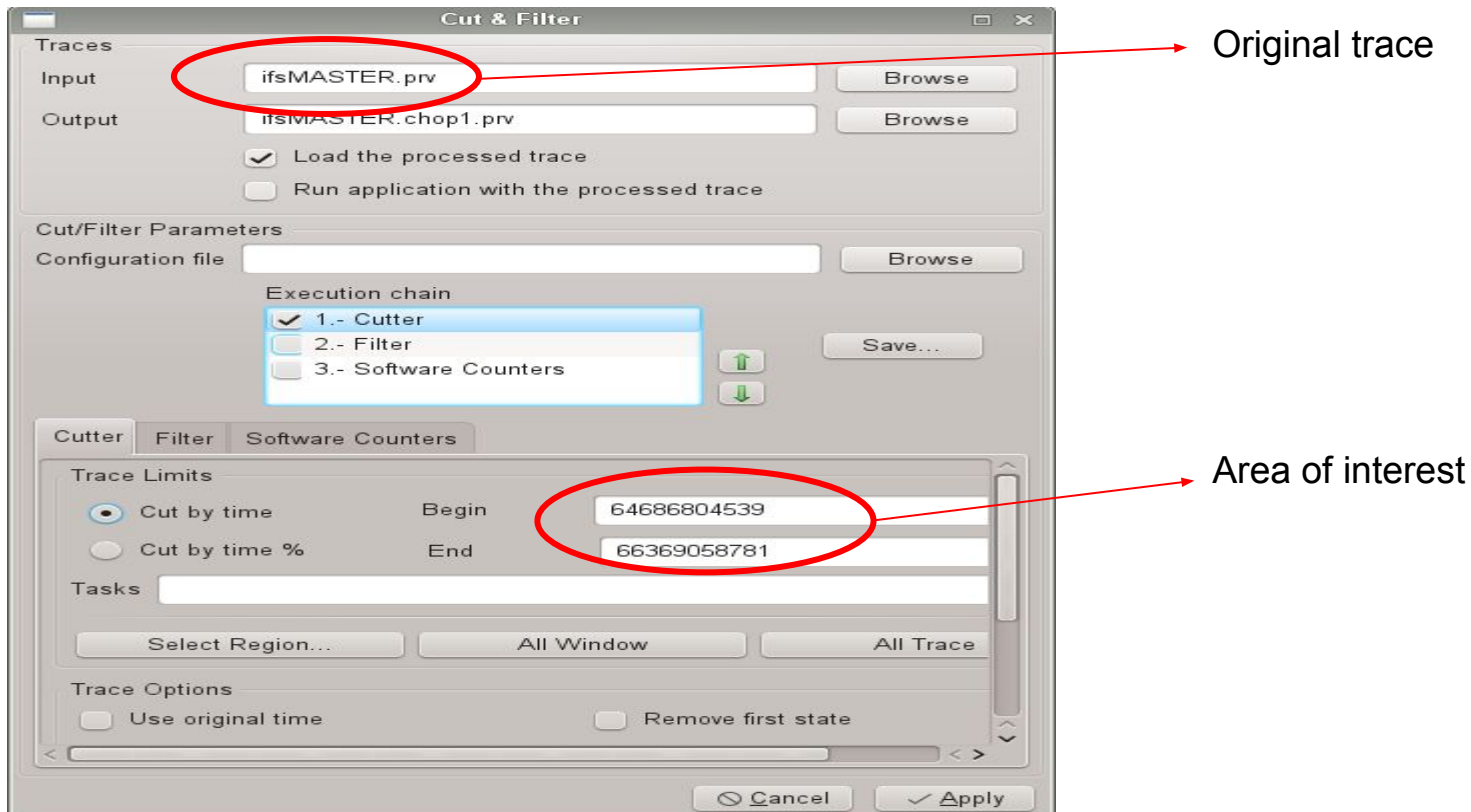 Cut & Filter
Traces
Original trace
Input ifsMASTER.prv Browse
Output ifsMASTER.chop1.prv Browse
Load the processed trace
Run application with the processed trace
Cut/Filter Parameters
Configuration file Browse
Execution chain
1.- Cutter
2.- Filter
3.- Software Counters
Save...
Cutter Filter Software Counters
Trace Limits
Area of interest
Cut by time Begin 64686804539
Cut by time % End 66369058781
Tasks
Select Region... All Window All Trace
Trace Options
Use original time Remove first state
Cancel Apply